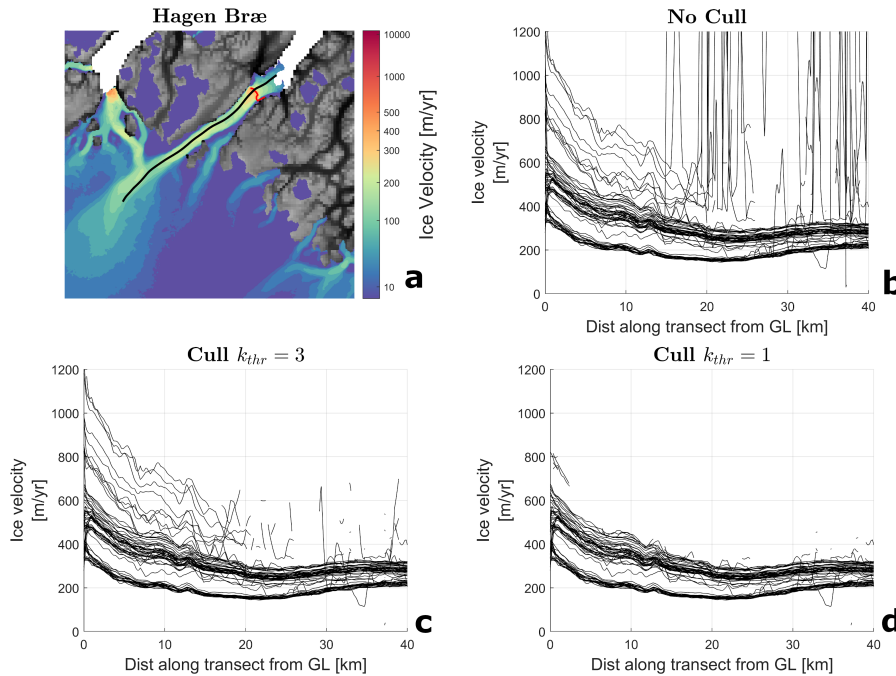 Hagen Bræ
10000
1000
500
400
300
200
100
10
Ice Velocity [m/yr]
a
No Cull
1200
1000
800
600
400
200
0
Ice velocity
[m/yr]
0 10 20 30 40
Dist along transect from GL [km]
b
Cull k_thr = 3
1200
1000
800
600
400
200
0
Ice velocity
[m/yr]
0 10 20 30 40
Dist along transect from GL [km]
c
Cull k_thr = 1
1200
1000
800
600
400
200
0
Ice velocity
[m/yr]
0 10 20 30 40
Dist along transect from GL [km]
d